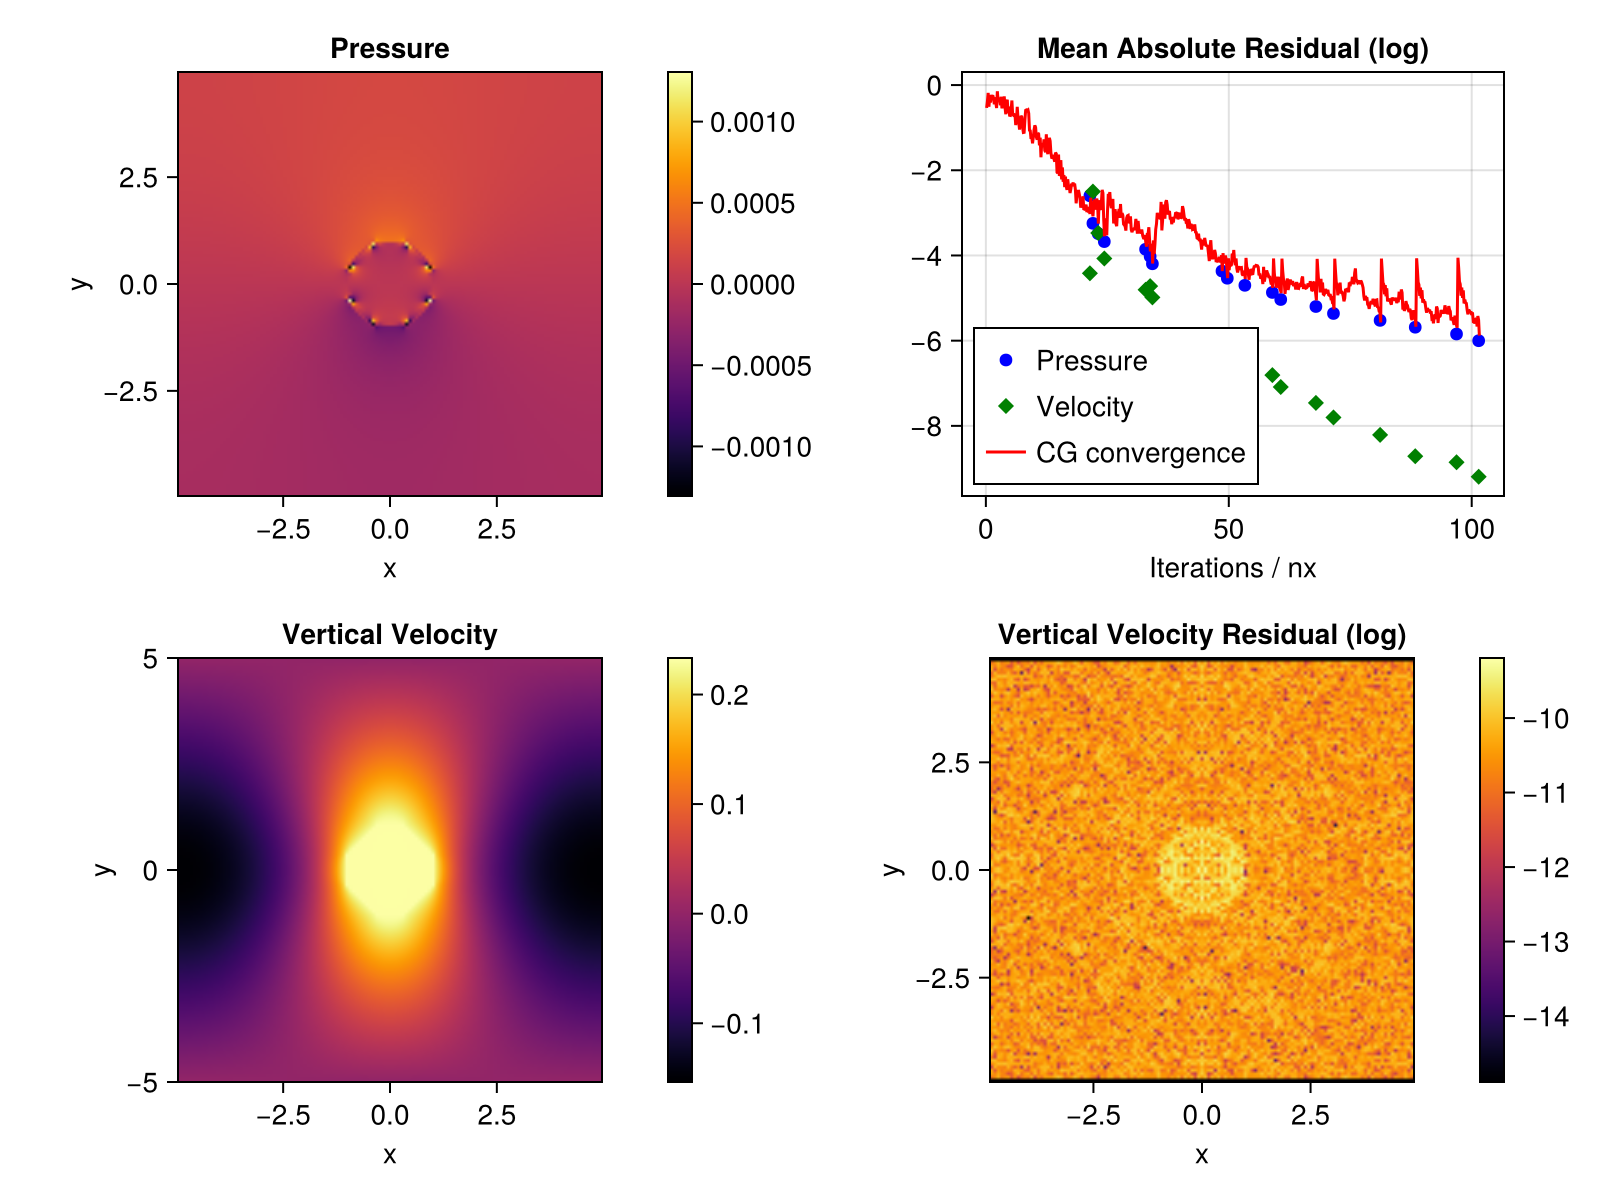 Pressure
2.5
0.0
−2.5
y
−2.5 0.0 2.5
x
0.0010
0.0005
0.0000
−0.0005
−0.0010
Mean Absolute Residual (log)
0
−2
−4
−6
−8
Pressure
Velocity
CG convergence
0 50 100
Iterations / nx
Vertical Velocity
5
0
−5
y
−2.5 0.0 2.5
x
0.2
0.1
0.0
−0.1
Vertical Velocity Residual (log)
2.5
0.0
−2.5
y
−2.5 0.0 2.5
x
−10
−11
−12
−13
−14